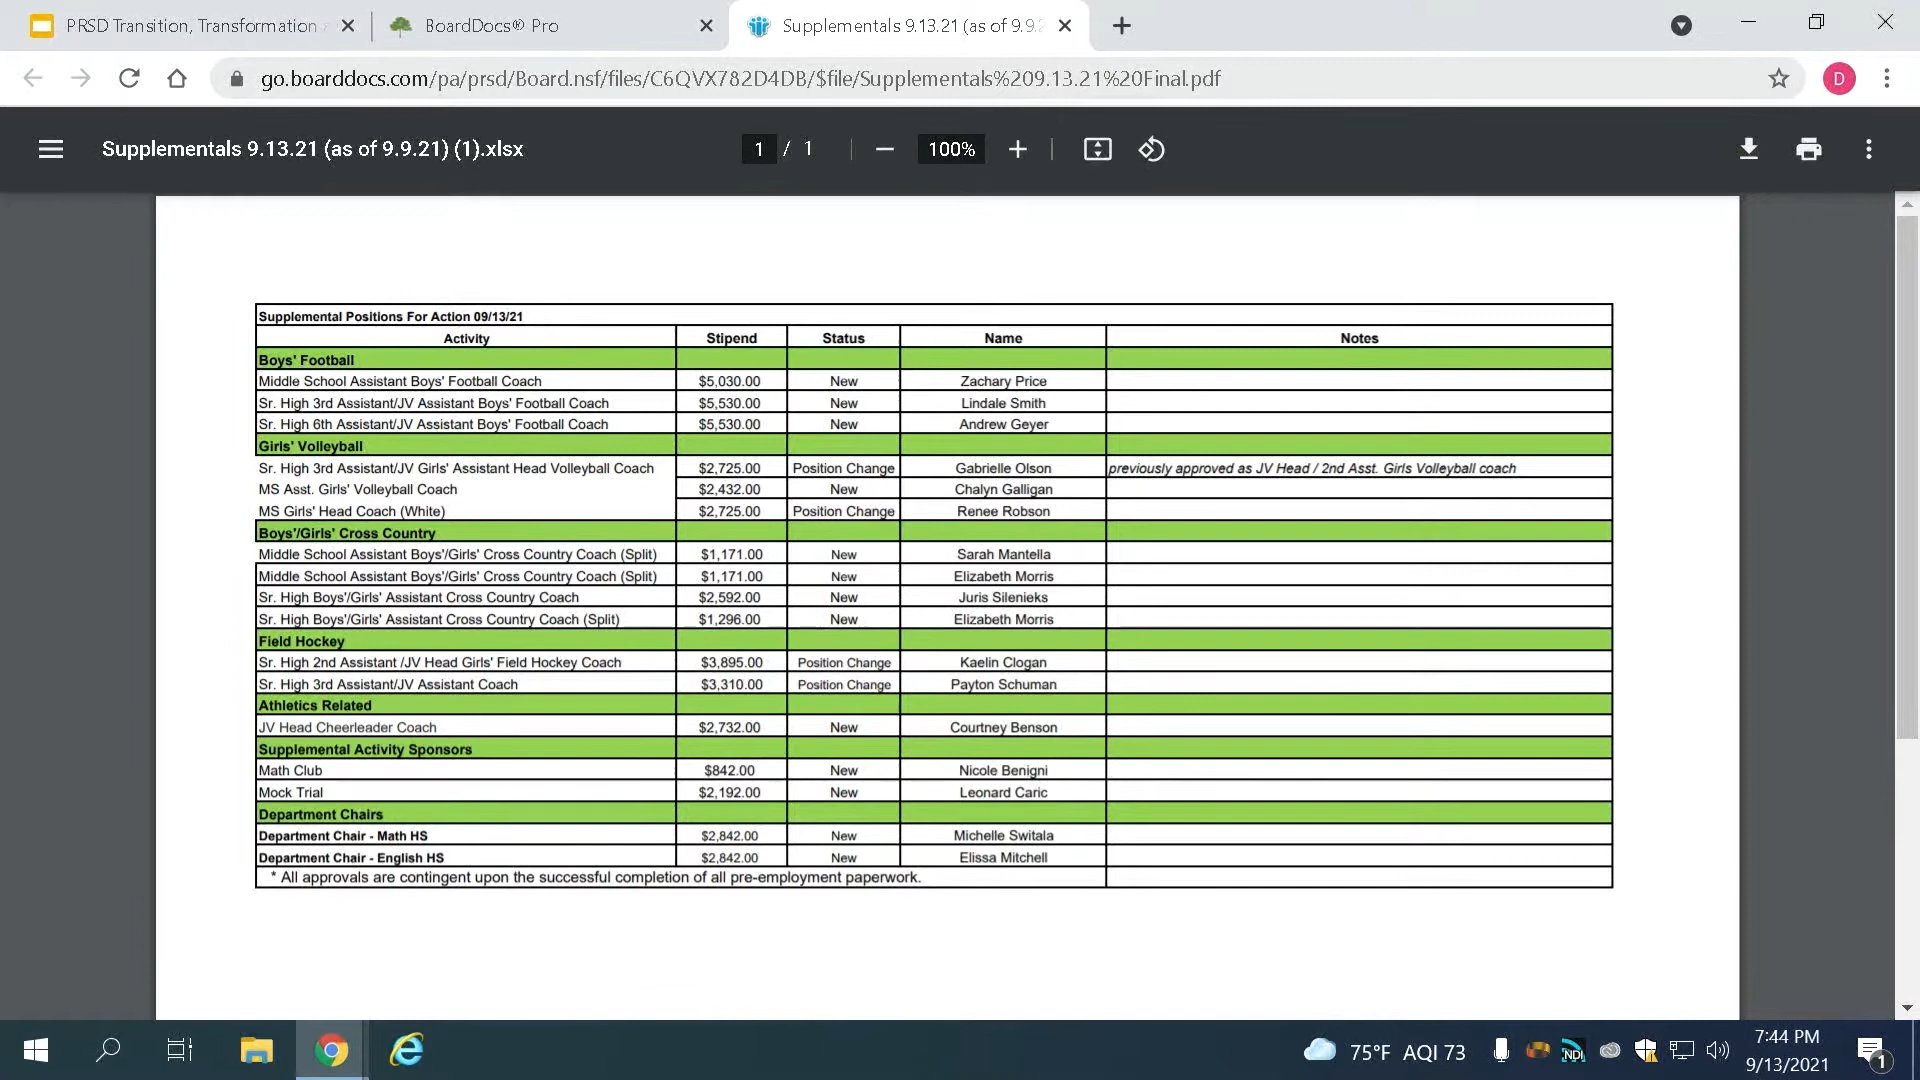 PRSD Transition, Transformation
BoardDocs® Pro
Supplementals 9.13.21 (as of 9.9.2
go.boarddocs.com/pa/prsd/Board.nsf/files/C6QVX782D4DB/$file/Supplementals%209.13.21%20Final.pdf
D
Supplementals 9.13.21 (as of 9.9.21) (1).xlsx
1 / 1
100%
Supplemental Positions For Action 09/13/21
Activity Stipend Status Name Notes
Boys' Football
Middle School Assistant Boys' Football Coach $5,030.00 New Zachary Price
Sr. High 3rd Assistant/JV Assistant Boys' Football Coach $5,530.00 New Lindale Smith
Sr. High 6th Assistant/JV Assistant Boys' Football Coach $5,530.00 New Andrew Geyer
Girls' Volleyball
Sr. High 3rd Assistant/JV Girls' Assistant Head Volleyball Coach $2,725.00 Position Change Gabrielle Olson previously approved as JV Head / 2nd Asst. Girls Volleyball coach
MS Asst. Girls' Volleyball Coach $2,432.00 New Chalyn Galligan
MS Girls' Head Coach (White) $2,725.00 Position Change Renee Robson
Boys'/Girls' Cross Country
Middle School Assistant Boys'/Girls' Cross Country Coach (Split) $1,171.00 New Sarah Mantella
Middle School Assistant Boys'/Girls' Cross Country Coach (Split) $1,171.00 New Elizabeth Morris
Sr. High Boys'/Girls' Assistant Cross Country Coach $2,592.00 New Juris Silenieks
Sr. High Boys'/Girls' Assistant Cross Country Coach (Split) $1,296.00 New Elizabeth Morris
Field Hockey
Sr. High 2nd Assistant /JV Head Girls' Field Hockey Coach $3,895.00 Position Change Kaelin Clogan
Sr. High 3rd Assistant/JV Assistant Coach $3,310.00 Position Change Payton Schuman
Athletics Related
JV Head Cheerleader Coach $2,732.00 New Courtney Benson
Supplemental Activity Sponsors
Math Club $842.00 New Nicole Benigni
Mock Trial $2,192.00 New Leonard Caric
Department Chairs
Department Chair - Math HS $2,842.00 New Michelle Switala
Department Chair - English HS $2,842.00 New Elissa Mitchell
* All approvals are contingent upon the successful completion of all pre-employment paperwork.
75°F AQI 73
NDI
7:44 PM
9/13/2021
1